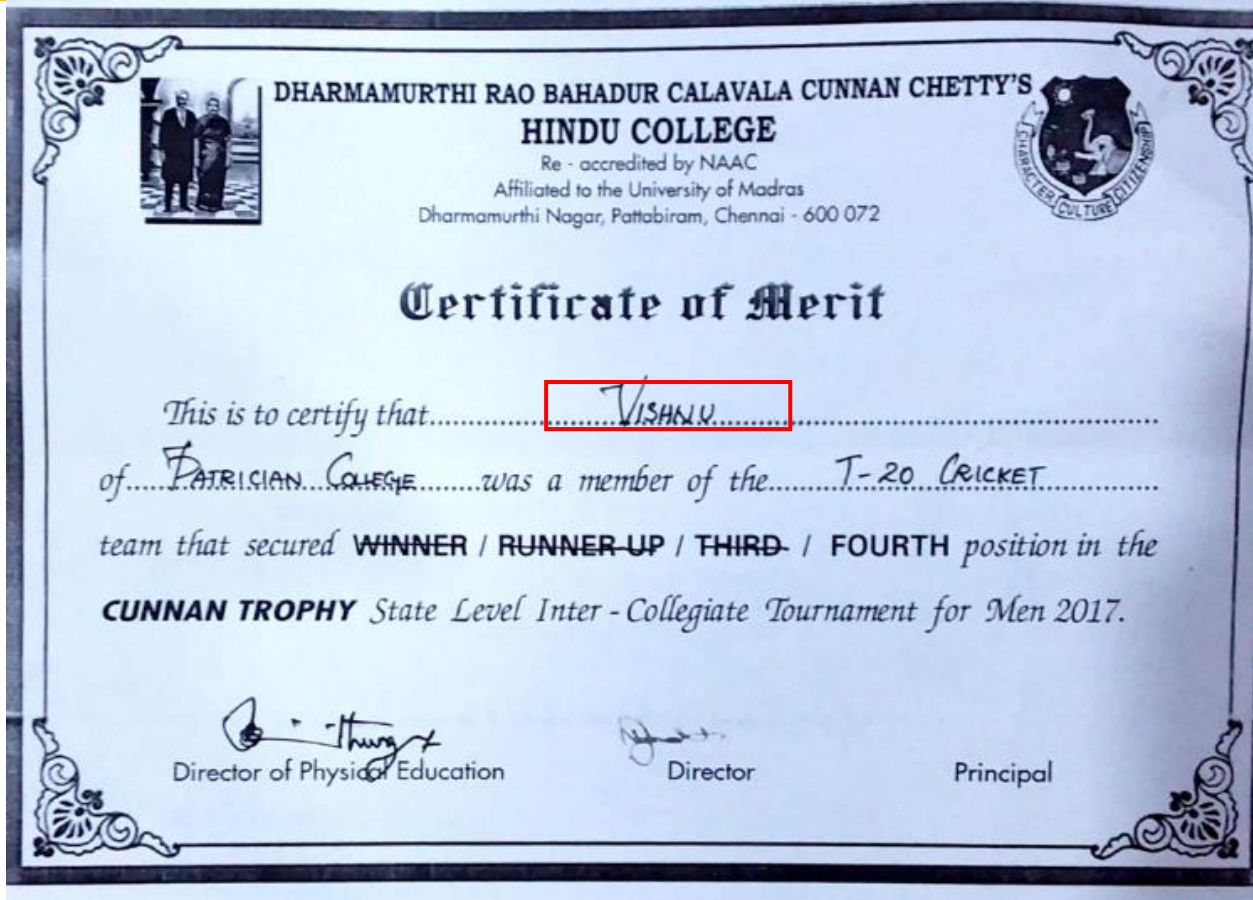 DHARMAMURTHI RAO BAHADUR CALAVALA CUNNAN CHETTY'S
HINDU COLLEGE
Re - accredited by NAAC
Affiliated to the University of Madras
Dharmamurthi Nagar, Pattabiram, Chennai - 600 072
CHARACTER CULTURE CITIZENSHIP
Certificate of Merit
This is to certify that VISHNU
of PATRICIAN COLLEGE was a member of the T-20 CRICKET
team that secured WINNER / RUNNER-UP / THIRD / FOURTH position in the
CUNNAN TROPHY State Level Inter - Collegiate Tournament for Men 2017.
Director of Physical Education Director Principal